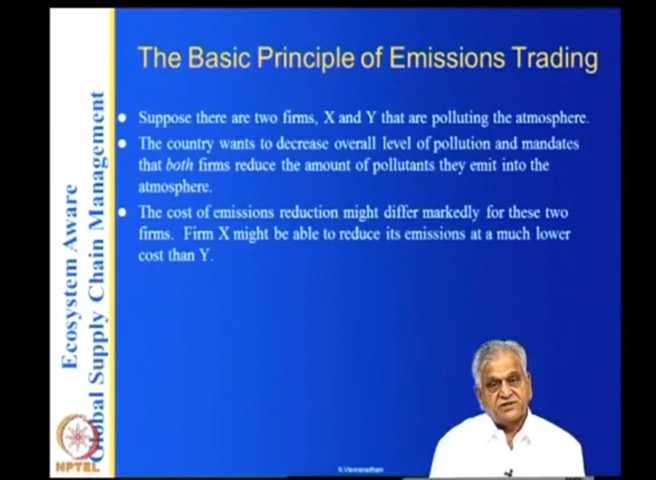 The Basic Principle of Emissions Trading
Suppose there are two firms, X and Y that are polluting the atmosphere.
The country wants to decrease overall level of pollution and mandates
that both firms reduce the amount of pollutants they emit into the
atmosphere.
The cost of emissions reduction might differ markedly for these two
firms. Firm X might be able to reduce its emissions at a much lower
cost than Y.
Ecosystem Aware
Global Supply Chain Management
NPTEL
N.Viswanadham